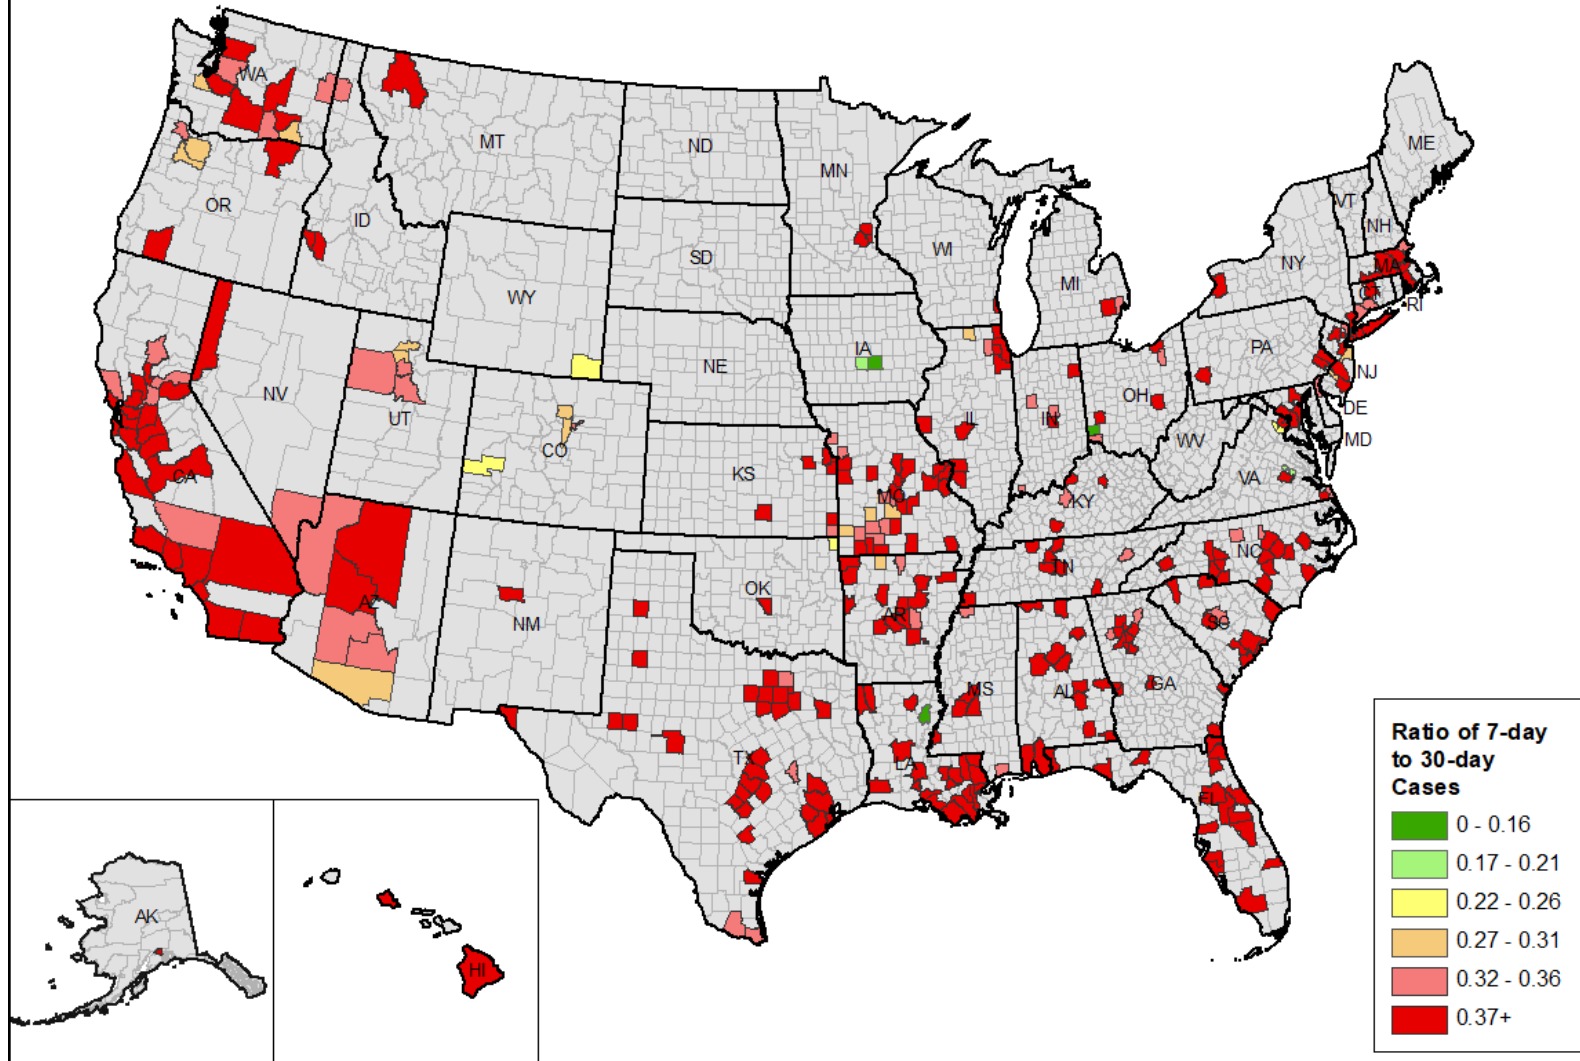 WA
MT
ND
MN
ME
OR
ID
SD
WI
MI
VT
NH
NY
MA
CT
RI
WY
NE
IA
PA
NJ
NV
UT
CO
KS
MO
IL
IN
OH
WV
DE
MD
VA
KY
CA
AZ
NM
OK
AR
TN
NC
SC
TX
LA
MS
AL
GA
FL
AK
HI
Ratio of 7-day
to 30-day
Cases
0 - 0.16
0.17 - 0.21
0.22 - 0.26
0.27 - 0.31
0.32 - 0.36
0.37+